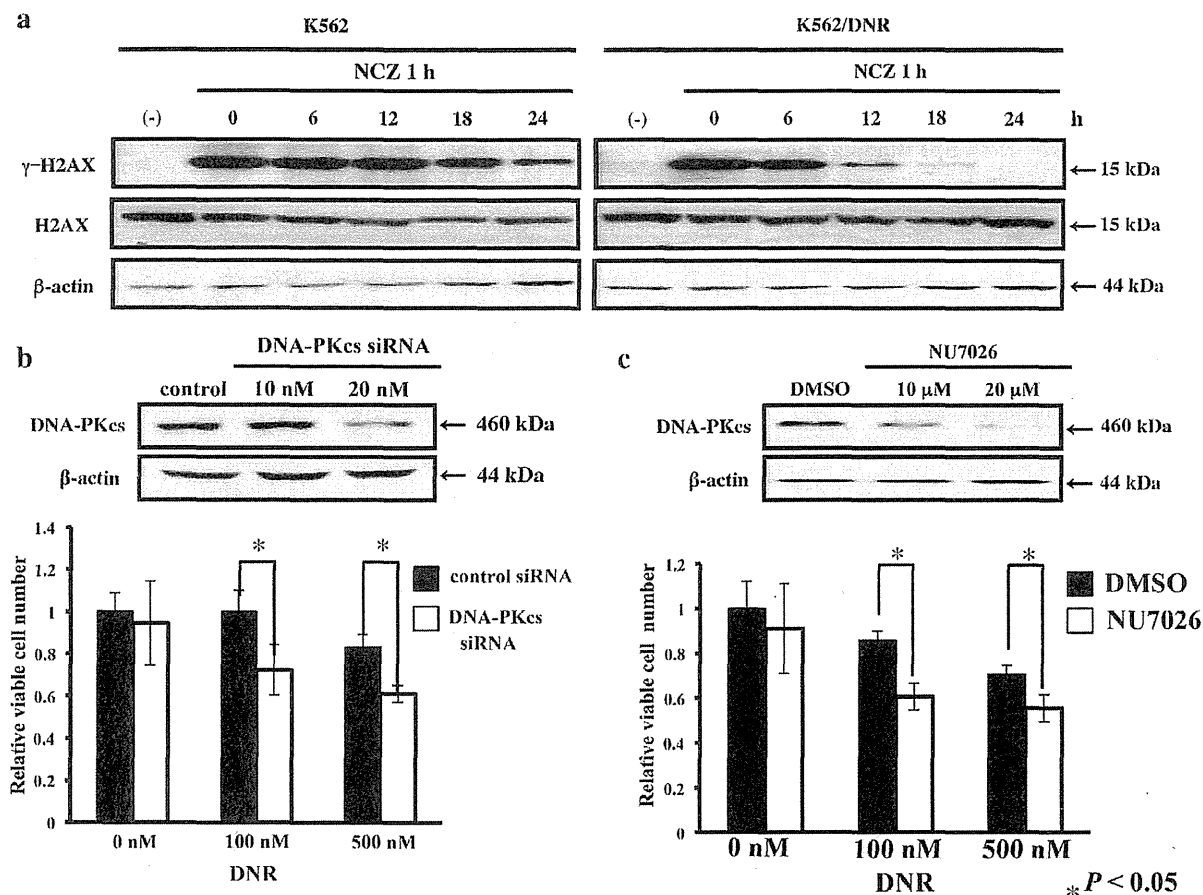 a
K562
K562/DNR
NCZ 1 h
NCZ 1 h
(-) 0 6 12 18 24
(-) 0 6 12 18 24 h
γ-H2AX
← 15 kDa
H2AX
← 15 kDa
β-actin
← 44 kDa
b
DNA-PKcs siRNA
control 10 nM 20 nM
DNA-PKcs
← 460 kDa
β-actin
← 44 kDa
Relative viable cell number
1.4
1.2
1
0.8
0.6
0.4
0.2
0
* *
control siRNA
DNA-PKcs
siRNA
0 nM 100 nM 500 nM
DNR
c
NU7026
DMSO 10 μM 20 μM
DNA-PKcs
← 460 kDa
β-actin
← 44 kDa
Relative viable cell number
1,2
1
0.8
0.6
0.4
0.2
0
* *
DMSO
NU7026
0 nM 100 nM 500 nM
DNR
*P < 0.05